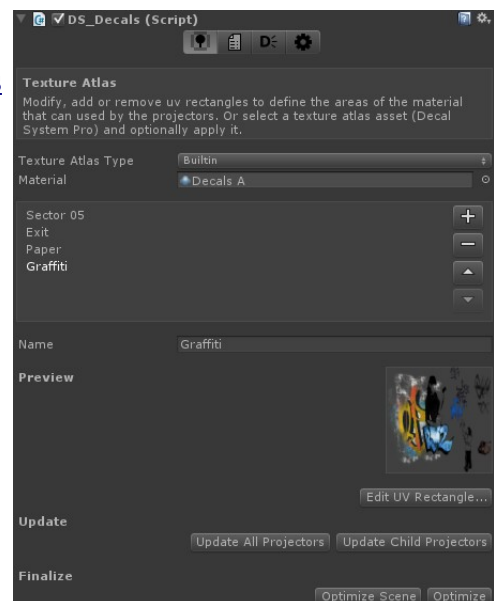 DS_Decals (Script)
D
Texture Atlas
Modify, add or remove uv rectangles to define the areas of the material
that can used by the projectors. Or select a texture atlas asset (Decal
System Pro) and optionally apply it.
Texture Atlas Type Builtin
Material Decals A
Sector 05
Exit
Paper
Graffiti
Name Graffiti
Preview
Edit UV Rectangle...
Update
Update All Projectors Update Child Projectors
Finalize
Optimize Scene Optimize